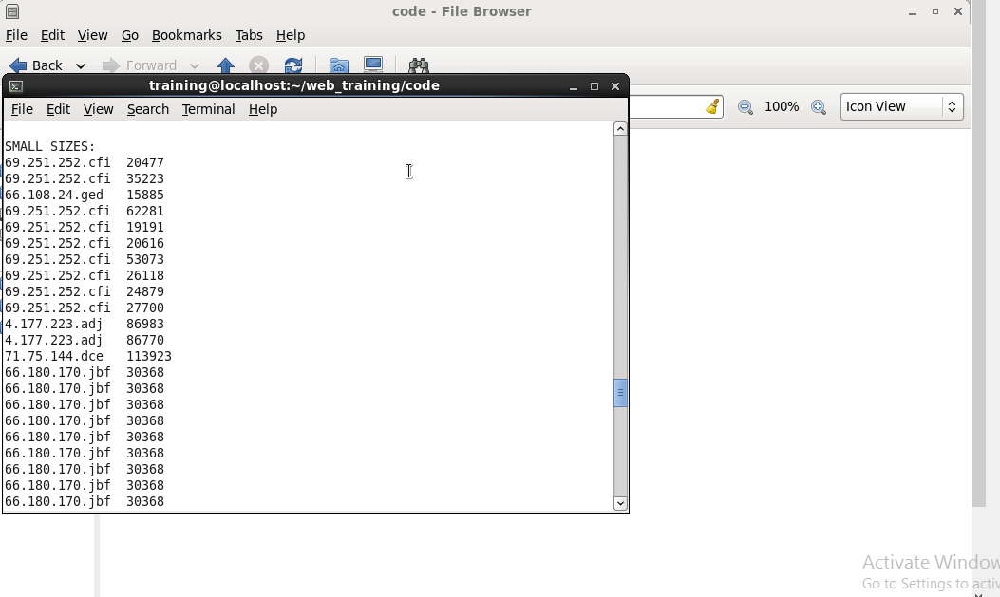 code - File Browser
File Edit View Go Bookmarks Tabs Help
Back Forward
training@localhost:~/web_training/code
File Edit View Search Terminal Help
100% Icon View
SMALL SIZES:
69.251.252.cfi 20477
69.251.252.cfi 35223
66.108.24.ged 15885
69.251.252.cfi 62281
69.251.252.cfi 19191
69.251.252.cfi 20616
69.251.252.cfi 53073
69.251.252.cfi 26118
69.251.252.cfi 24879
69.251.252.cfi 27700
4.177.223.adj 86983
4.177.223.adj 86770
71.75.144.dce 113923
66.180.170.jbf 30368
66.180.170.jbf 30368
66.180.170.jbf 30368
66.180.170.jbf 30368
66.180.170.jbf 30368
66.180.170.jbf 30368
66.180.170.jbf 30368
66.180.170.jbf 30368
66.180.170.jbf 30368
Activate Window
Go to Settings to activ